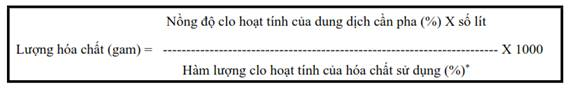 Nồng độ clo hoạt tính của dung dịch cần pha (%) X số lít
Lượng hóa chất (gam) = ------------------------------------------------------------------------ X 1000
Hàm lượng clo hoạt tính của hóa chất sử dụng (%)*